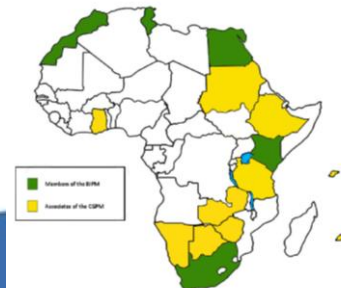 Members of the BIPM
Associates of the CGPM